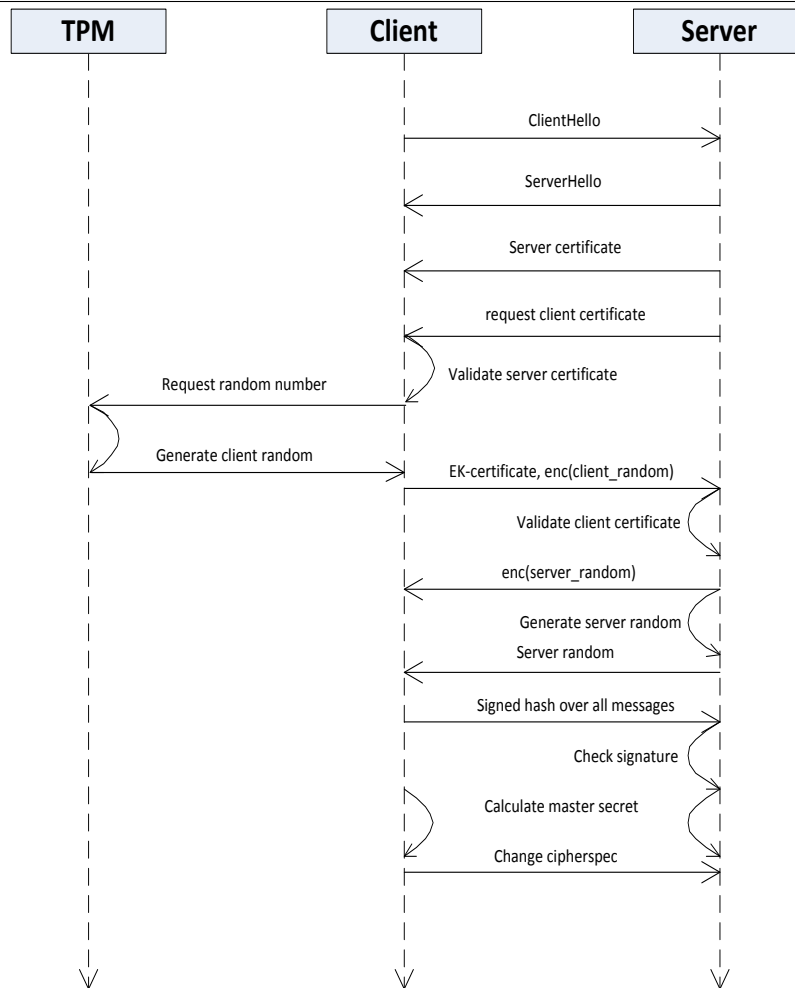 TPM
Client
Server
ClientHello
ServerHello
Server certificate
request client certificate
Validate server certificate
Request random number
Generate client random
EK-certificate, enc(client_random)
Validate client certificate
enc(server_random)
Generate server random
Server random
Signed hash over all messages
Check signature
Calculate master secret
Change cipherspec